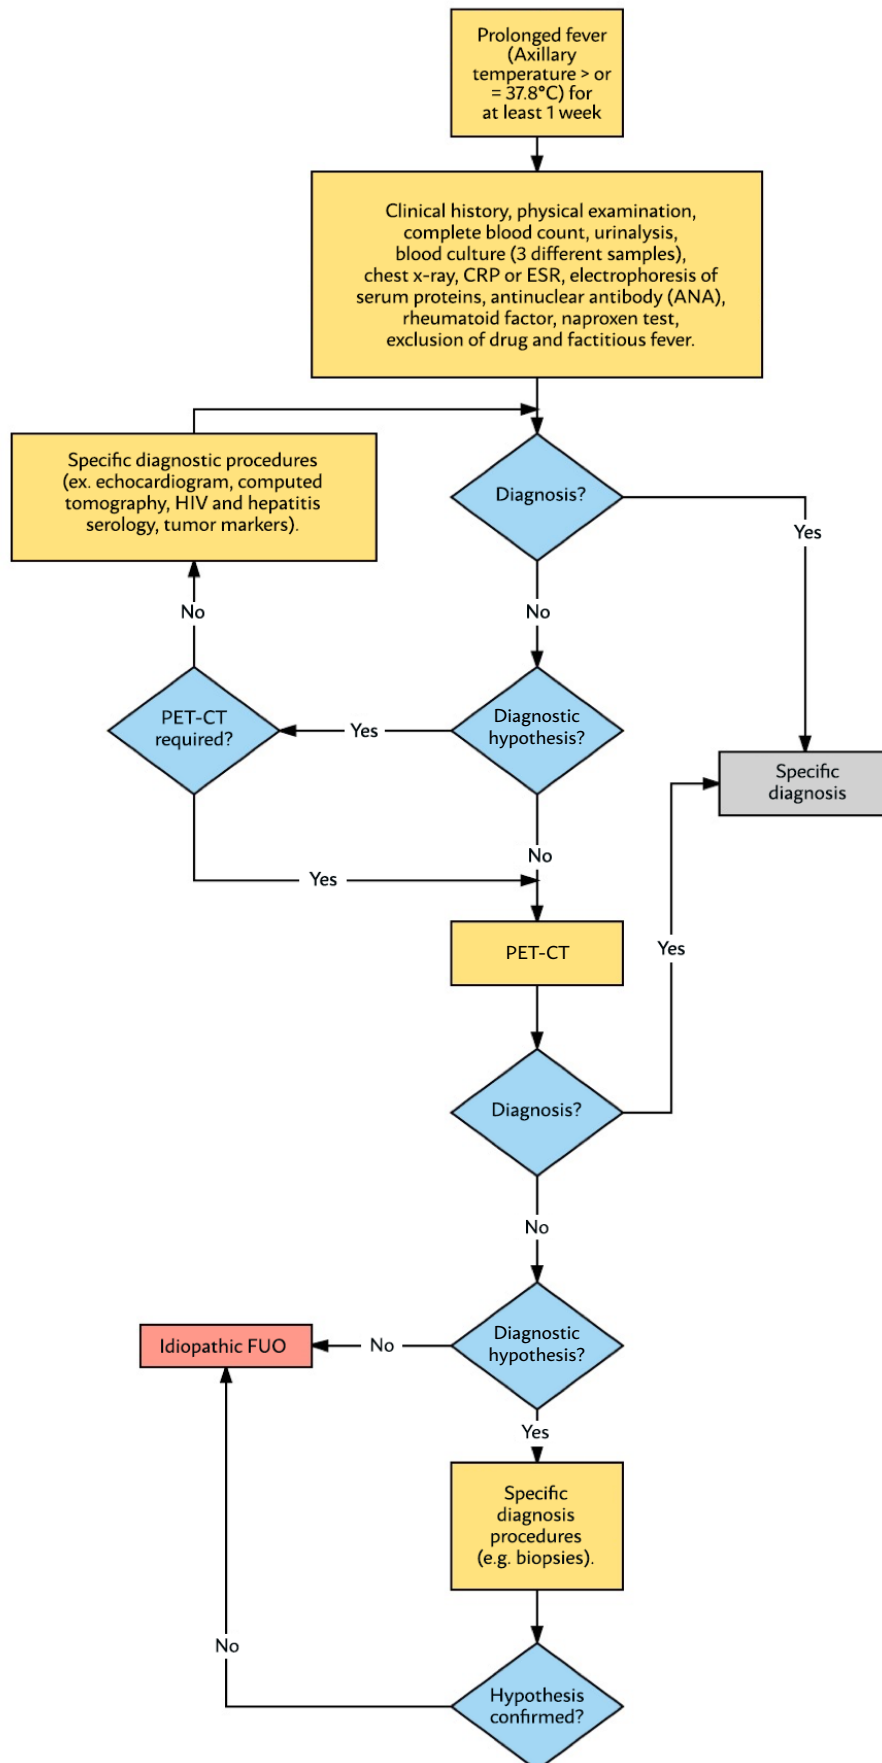 Prolonged fever
(Axillary
temperature > or
= 37.8°C) for
at least 1 week
Clinical history, physical examination,
complete blood count, urinalysis,
blood culture (3 different samples),
chest x-ray, CRP or ESR, electrophoresis of
serum proteins, antinuclear antibody (ANA),
rheumatoid factor, naproxen test,
exclusion of drug and factitious fever.
Specific diagnostic procedures
(ex. echocardiogram, computed
tomography, HIV and hepatitis
serology, tumor markers).
Diagnosis?
Yes
No
No
PET-CT
required?
Yes
Diagnostic
hypothesis?
Specific
diagnosis
No
Yes
PET-CT
Yes
Diagnosis?
No
Diagnostic
hypothesis?
No
Idiopathic FUO
Yes
Specific
diagnosis
procedures
(e.g. biopsies).
No
Hypothesis
confirmed?